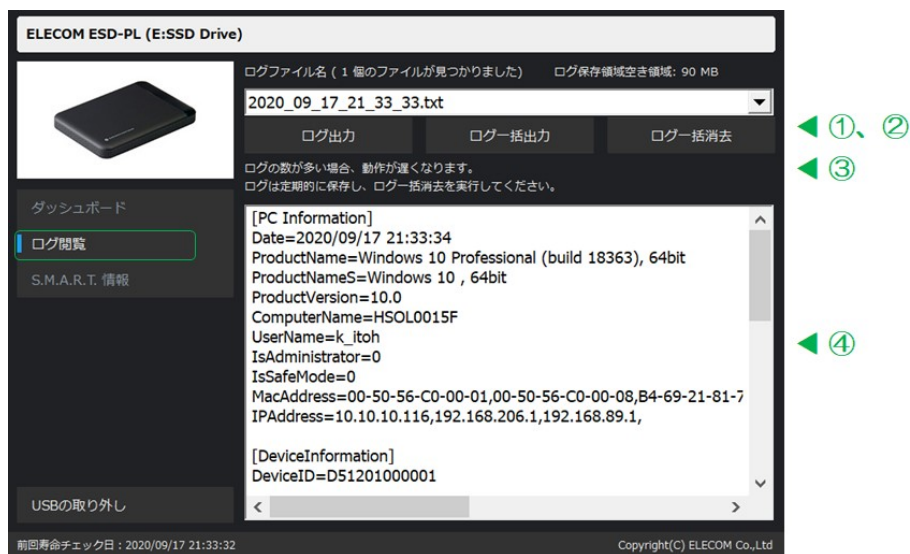 ELECOM ESD-PL (E:SSD Drive)
ログファイル名 ( 1 個のファイルが見つかりました)　ログ保存領域空き領域: 90 MB
2020_09_17_21_33_33.txt
ログ出力　ログ一括出力　ログ一括消去
◀ ①、②
ログの数が多い場合、動作が遅くなります。
ログは定期的に保存し、ログ一括消去を実行してください。
◀ ③
ダッシュボード
ログ閲覧
S.M.A.R.T. 情報
[PC Information]
Date=2020/09/17 21:33:34
ProductName=Windows 10 Professional (build 18363), 64bit
ProductNameS=Windows 10 , 64bit
ProductVersion=10.0
ComputerName=HSOL0015F
UserName=k_itoh
IsAdministrator=0
IsSafeMode=0
MacAddress=00-50-56-C0-00-01,00-50-56-C0-00-08,B4-69-21-81-7
IPAddress=10.10.10.116,192.168.206.1,192.168.89.1,
[DeviceInformation]
DeviceID=D51201000001
◀ ④
USBの取り外し
前回寿命チェック日 : 2020/09/17 21:33:32
Copyright(C) ELECOM Co.,Ltd